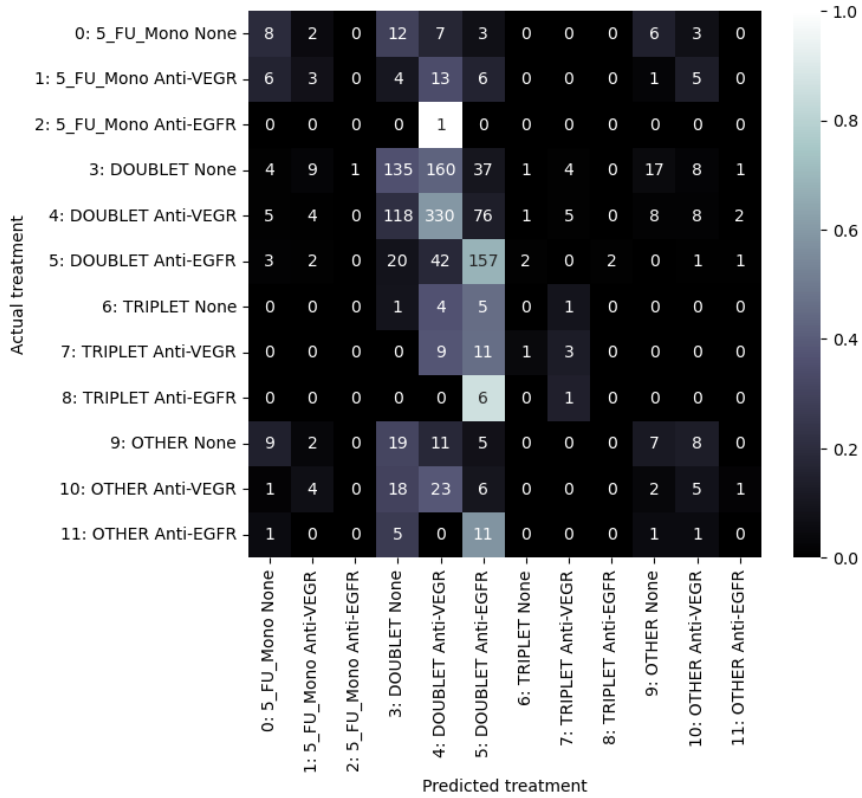 0: 5_FU_Mono None 8 2 0 12 7 3 0 0 0 6 3 0
1: 5_FU_Mono Anti-VEGR 6 3 4 13 6 0 0 0 1 5 0
2: 5_FU_Mono Anti-EGFR 0 0 0 0 1 0 0 0 0 0 0 0
3: DOUBLET None 4 9 1 135 160 37 1 4 0 17 8 1
4: DOUBLET Anti-VEGR 5 4 0 118 330 76 1 5 0 8 8 2
5: DOUBLET Anti-EGFR 3 2 0 20 42 157 2 0 2 0 1 1
6: TRIPLET None 0 0 0 1 4 5 0 1 0 0 0 0
7: TRIPLET Anti-VEGR 0 0 0 0 9 11 1 3 0 0 0 0
8: TRIPLET Anti-EGFR 0 0 0 0 0 6 0 1 0 0 0 0
9: OTHER None 9 2 0 19 11 5 0 0 0 7 8 0
10: OTHER Anti-VEGR 1 4 0 18 23 6 0 0 0 2 5 1
11: OTHER Anti-EGFR 1 0 0 5 0 11 0 0 0 1 1 0
Actual treatment
0: 5_FU_Mono None
1: 5_FU_Mono Anti-VEGR
2: 5_FU_Mono Anti-EGFR
3: DOUBLET None
4: DOUBLET Anti-VEGR
5: DOUBLET Anti-EGFR
6: TRIPLET None
7: TRIPLET Anti-VEGR
8: TRIPLET Anti-EGFR
9: OTHER None
10: OTHER Anti-VEGR
11: OTHER Anti-EGFR
Predicted treatment
1.0
0.8
0.6
0.4
0.2
0.0